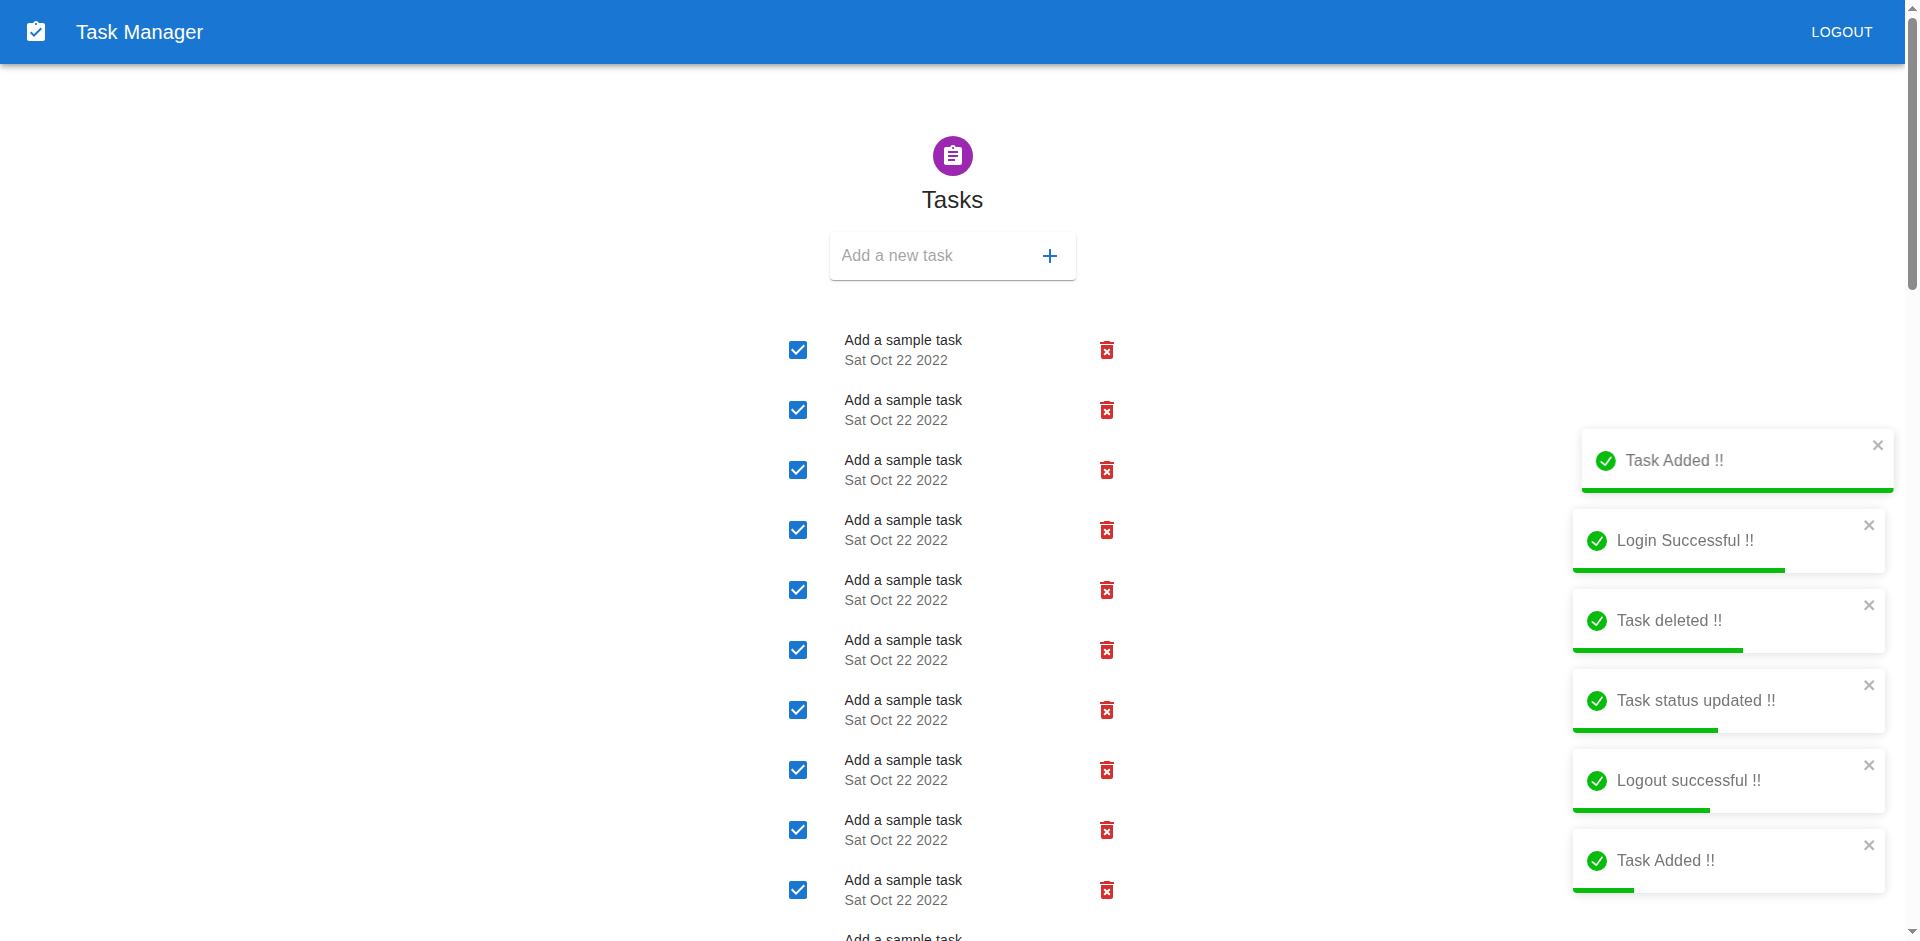 Task Manager
LOGOUT
Tasks
Add a new task
Add a sample task
Sat Oct 22 2022
Add a sample task
Sat Oct 22 2022
Add a sample task
Sat Oct 22 2022
Add a sample task
Sat Oct 22 2022
Add a sample task
Sat Oct 22 2022
Add a sample task
Sat Oct 22 2022
Add a sample task
Sat Oct 22 2022
Add a sample task
Sat Oct 22 2022
Add a sample task
Sat Oct 22 2022
Add a sample task
Sat Oct 22 2022
Add a sample task
Task Added !!
Login Successful !!
Task deleted !!
Task status updated !!
Logout successful !!
Task Added !!